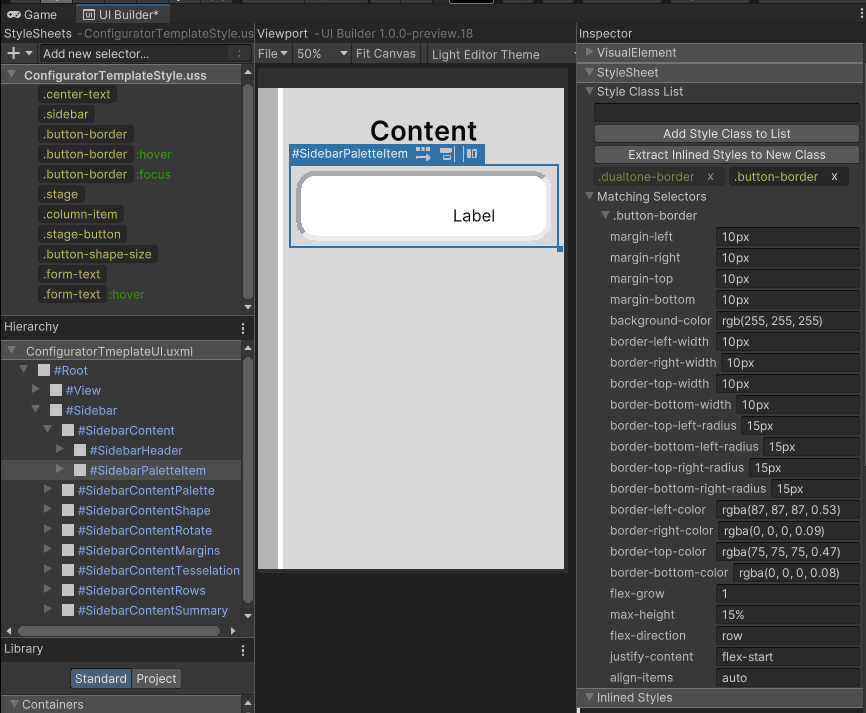 Game
UI Builder*
StyleSheets - ConfiguratorTemplateStyle.us
Add new selector...
ConfiguratorTemplateStyle.uss
.center-text
.sidebar
.button-border
.button-border :hover
.button-border :focus
.stage
.column-item
.stage-button
.button-shape-size
.form-text
.form-text :hover
Hierarchy
ConfiguratorTmeplateUI.uxml
#Root
#View
#Sidebar
#SidebarContent
#SidebarHeader
#SidebarPaletteItem
#SidebarContentPalette
#SidebarContentShape
#SidebarContentRotate
#SidebarContentMargins
#SidebarContentTesselation
#SidebarContentRows
#SidebarContentSummary
Library
Standard Project
Containers
Viewport - UI Builder 1.0.0-preview.18
File 50% Fit Canvas Light Editor Theme
Content
#SidebarPaletteItem
Label
Inspector
VisualElement
StyleSheet
Style Class List
Add Style Class to List
Extract Inlined Styles to New Class
.dualtone-border x .button-border x
Matching Selectors
.button-border
margin-left 10px
margin-right 10px
margin-top 10px
margin-bottom 10px
background-color rgb(255, 255, 255)
border-left-width 10px
border-right-width 10px
border-top-width 10px
border-bottom-width 10px
border-top-left-radius 15px
border-bottom-left-radius 15px
border-top-right-radius 15px
border-bottom-right-radius 15px
border-left-color rgba(87, 87, 87, 0.53)
border-right-color rgba(0, 0, 0, 0.09)
border-top-color rgba(75, 75, 75, 0.47)
border-bottom-color rgba(0, 0, 0, 0.08)
flex-grow 1
max-height 15%
flex-direction row
justify-content flex-start
align-items auto
Inlined Styles